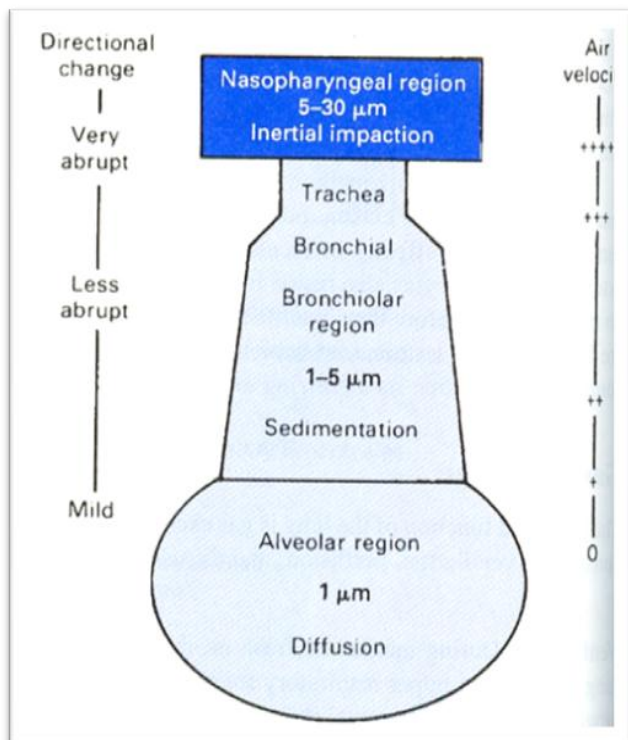 Directional
change
Very
abrupt
Less
abrupt
Mild
Nasopharyngeal region
5–30 μm
Inertial impaction
Trachea
Bronchial
Bronchiolar
region
1–5 μm
Sedimentation
Alveolar region
1 μm
Diffusion
Air
veloci
++++
+++
++
+
0